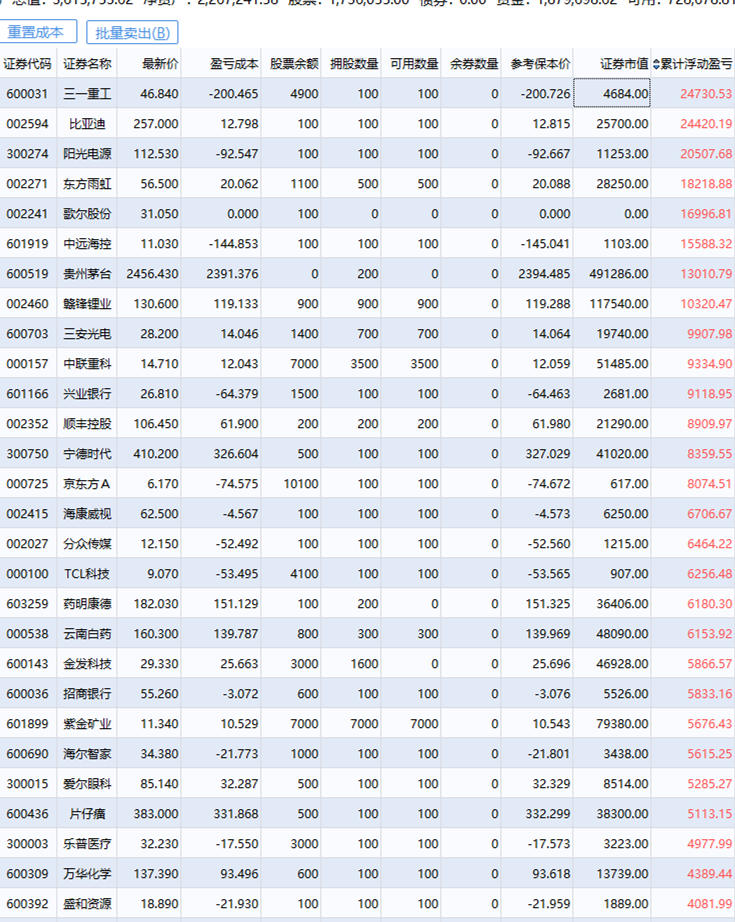 重置成本 批量卖出(B)
证券代码 证券名称 最新价 盈亏成本 股票余额 拥股数量 可用数量 余券数量 参考保本价 证券市值 累计浮动盈亏
600031 三一重工 46.840 -200.465 4900 100 100 0 -200.726 4684.00 24730.53
002594 比亚迪 257.000 12.798 100 100 100 0 12.815 25700.00 24420.19
300274 阳光电源 112.530 -92.547 100 100 100 0 -92.667 11253.00 20507.68
002271 东方雨虹 56.500 20.062 1100 500 500 0 20.088 28250.00 18218.88
002241 歌尔股份 31.050 0.000 100 0 0 0 0.000 0.00 16996.81
601919 中远海控 11.030 -144.853 100 100 100 0 -145.041 1103.00 15588.32
600519 贵州茅台 2456.430 2391.376 0 200 0 0 2394.485 491286.00 13010.79
002460 赣锋锂业 130.600 119.133 900 900 900 0 119.288 117540.00 10320.47
600703 三安光电 28.200 14.046 1400 700 700 0 14.064 19740.00 9907.98
000157 中联重科 14.710 12.043 7000 3500 3500 0 12.059 51485.00 9334.90
601166 兴业银行 26.810 -64.379 1500 100 100 0 -64.463 2681.00 9118.95
002352 顺丰控股 106.450 61.900 200 200 200 0 61.980 21290.00 8909.97
300750 宁德时代 410.200 326.604 500 100 100 0 327.029 41020.00 8359.55
000725 京东方Ａ 6.170 -74.575 10100 100 100 0 -74.672 617.00 8074.51
002415 海康威视 62.500 -4.567 100 100 100 0 -4.573 6250.00 6706.67
002027 分众传媒 12.150 -52.492 100 100 100 0 -52.560 1215.00 6464.22
000100 TCL科技 9.070 -53.495 4100 100 100 0 -53.565 907.00 6256.48
603259 药明康德 182.030 151.129 100 200 0 0 151.325 36406.00 6180.30
000538 云南白药 160.300 139.787 800 300 300 0 139.969 48090.00 6153.92
600143 金发科技 29.330 25.663 3000 1600 0 0 25.696 46928.00 5866.57
600036 招商银行 55.260 -3.072 600 100 100 0 -3.076 5526.00 5833.16
601899 紫金矿业 11.340 10.529 7000 7000 7000 0 10.543 79380.00 5676.43
600690 海尔智家 34.380 -21.773 1000 100 100 0 -21.801 3438.00 5615.25
300015 爱尔眼科 85.140 32.287 500 100 100 0 32.329 8514.00 5285.27
600436 片仔癀 383.000 331.868 500 100 100 0 332.299 38300.00 5113.15
300003 乐普医疗 32.230 -17.550 3000 100 100 0 -17.573 3223.00 4977.99
600309 万华化学 137.390 93.496 600 100 100 0 93.618 13739.00 4389.44
600392 盛和资源 18.890 -21.930 100 100 100 0 -21.959 1889.00 4081.99